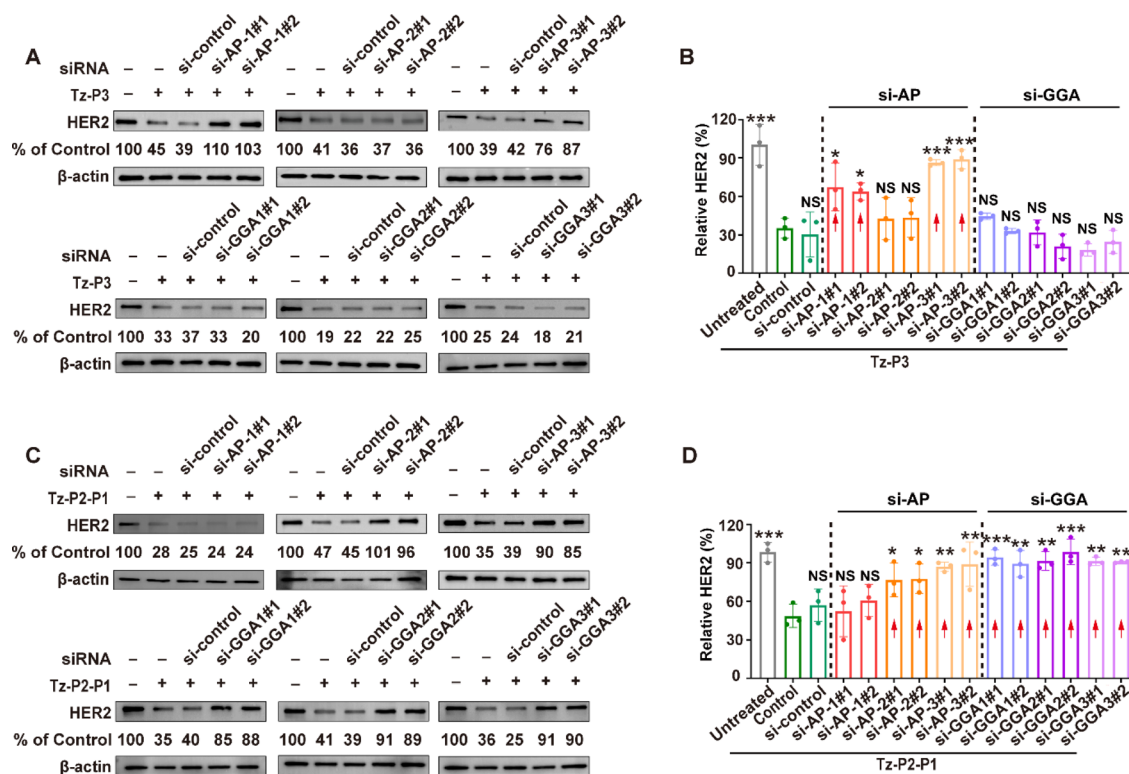 A
siRNA – – si-control si-AP-1#1 si-AP-1#2 – – si-control si-AP-2#1 si-AP-2#2 – – si-control si-AP-3#1 si-AP-3#2
Tz-P3 – + + + + – + + + + – + + + +
HER2
% of Control 100 45 39 110 103 100 41 36 37 36 100 39 42 76 87
β-actin
siRNA – – si-control si-GGA1#1 si-GGA1#2 – – si-control si-GGA2#1 si-GGA2#2 – – si-control si-GGA3#1 si-GGA3#2
Tz-P3 – + + + + – + + + + – + + + +
HER2
% of Control 100 33 37 33 20 100 19 22 22 25 100 25 24 18 21
β-actin
B
si-AP si-GGA
Relative HER2 (%)
120
90
60
30
0
*** NS * * NS NS *** *** NS NS NS NS NS NS
Untreated Control si-control si-AP-1#1 si-AP-1#2 si-AP-2#1 si-AP-2#2 si-AP-3#1 si-AP-3#2 si-GGA1#1 si-GGA1#2 si-GGA2#1 si-GGA2#2 si-GGA3#1 si-GGA3#2
Tz-P3
C
siRNA – – si-control si-AP-1#1 si-AP-1#2 – – si-control si-AP-2#1 si-AP-2#2 – – si-control si-AP-3#1 si-AP-3#2
Tz-P2-P1 – + + + + – + + + + – + + + +
HER2
% of Control 100 28 25 24 24 100 47 45 101 96 100 35 39 90 85
β-actin
siRNA – – si-control si-GGA1#1 si-GGA1#2 – – si-control si-GGA2#1 si-GGA2#2 – – si-control si-GGA3#1 si-GGA3#2
Tz-P2-P1 – + + + + – + + + + – + + + +
HER2
% of Control 100 35 40 85 88 100 41 39 91 89 100 36 25 91 90
β-actin
D
si-AP si-GGA
Relative HER2 (%)
120
90
60
30
0
*** NS NS NS * * ** ** *** ** ** *** ** **
Untreated Control si-control si-AP-1#1 si-AP-1#2 si-AP-2#1 si-AP-2#2 si-AP-3#1 si-AP-3#2 si-GGA1#1 si-GGA1#2 si-GGA2#1 si-GGA2#2 si-GGA3#1 si-GGA3#2
Tz-P2-P1